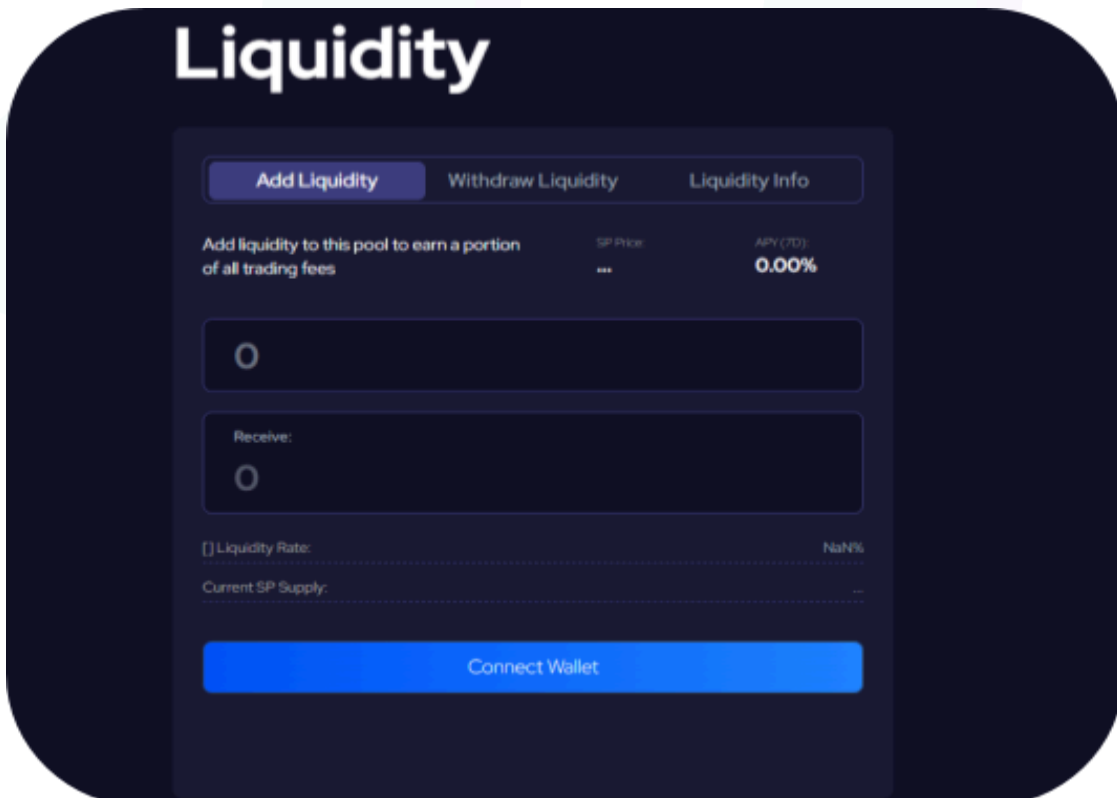 Liquidity
Add Liquidity
Withdraw Liquidity
Liquidity Info
Add liquidity to this pool to earn a portion
of all trading fees
SP Price:
...
APY (7D):
0.00%
0
Receive:
0
[] Liquidity Rate:
NaN%
Current SP Supply:
...
Connect Wallet